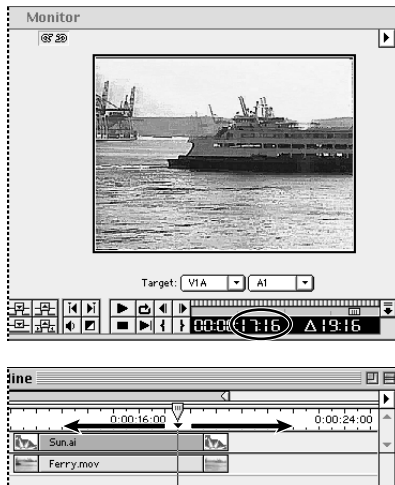 Monitor
Target: V1A A1
00:00:17:16 Δ 19:16
ine
0:00:16:00 0:00:24:00
Sun.ai
Ferry.mov